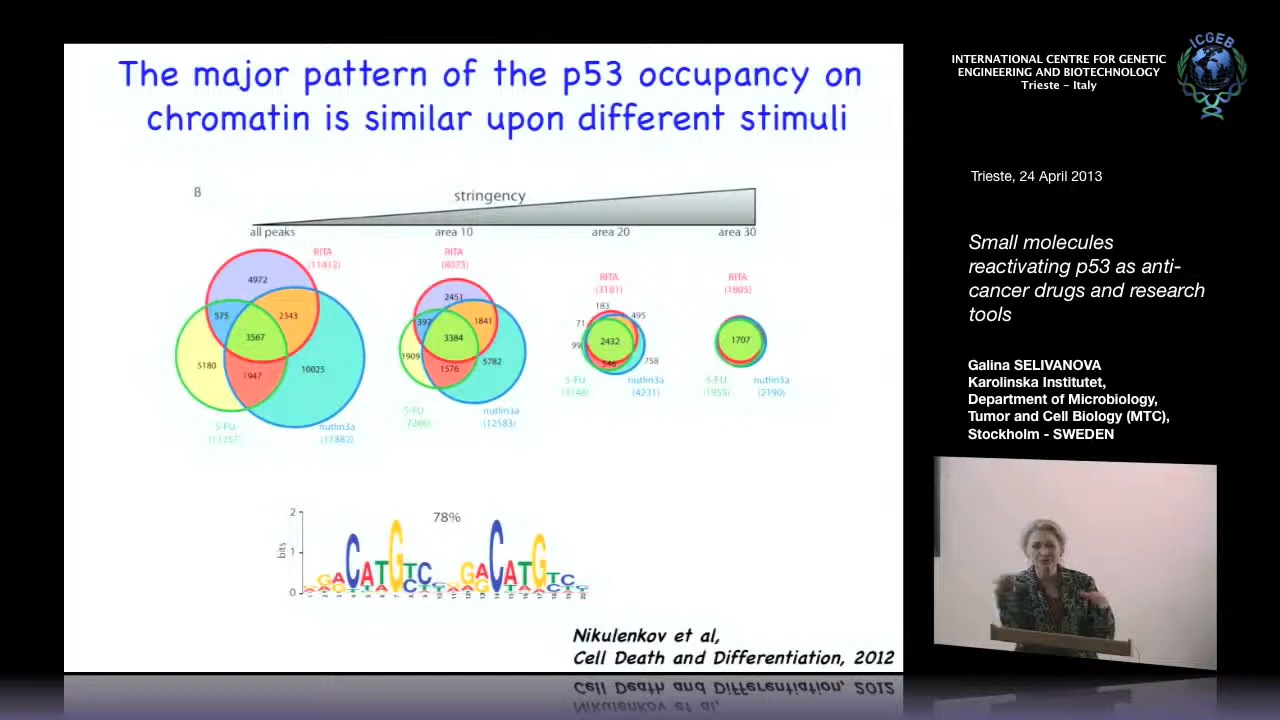 The major pattern of the p53 occupancy on
chromatin is similar upon different stimuli
B
stringency
all peaks
area 10
area 20
area 30
RITA
(11412)
4972
575
2343
3567
5180
1947
10025
5-FU
nutlin3a
(17882)
RITA
(8073)
2451
397
1841
3384
1909
1576
5782
5-FU
nutlin3a
(12583)
RITA
(3181)
183
495
71
2432
99
546
758
5-FU
(3148)
nutlin3a
(4231)
RITA
(1805)
1707
5-FU
(1955)
nutlin3a
(2190)
78%
2
bits
1
0
Nikulenkov et al,
Cell Death and Differentiation, 2012
INTERNATIONAL CENTRE FOR GENETIC
ENGINEERING AND BIOTECHNOLOGY
Trieste - Italy
ICGEB
Trieste, 24 April 2013
Small molecules
reactivating p53 as anti-
cancer drugs and research
tools
Galina SELIVANOVA
Karolinska Institutet,
Department of Microbiology,
Tumor and Cell Biology (MTC),
Stockholm - SWEDEN